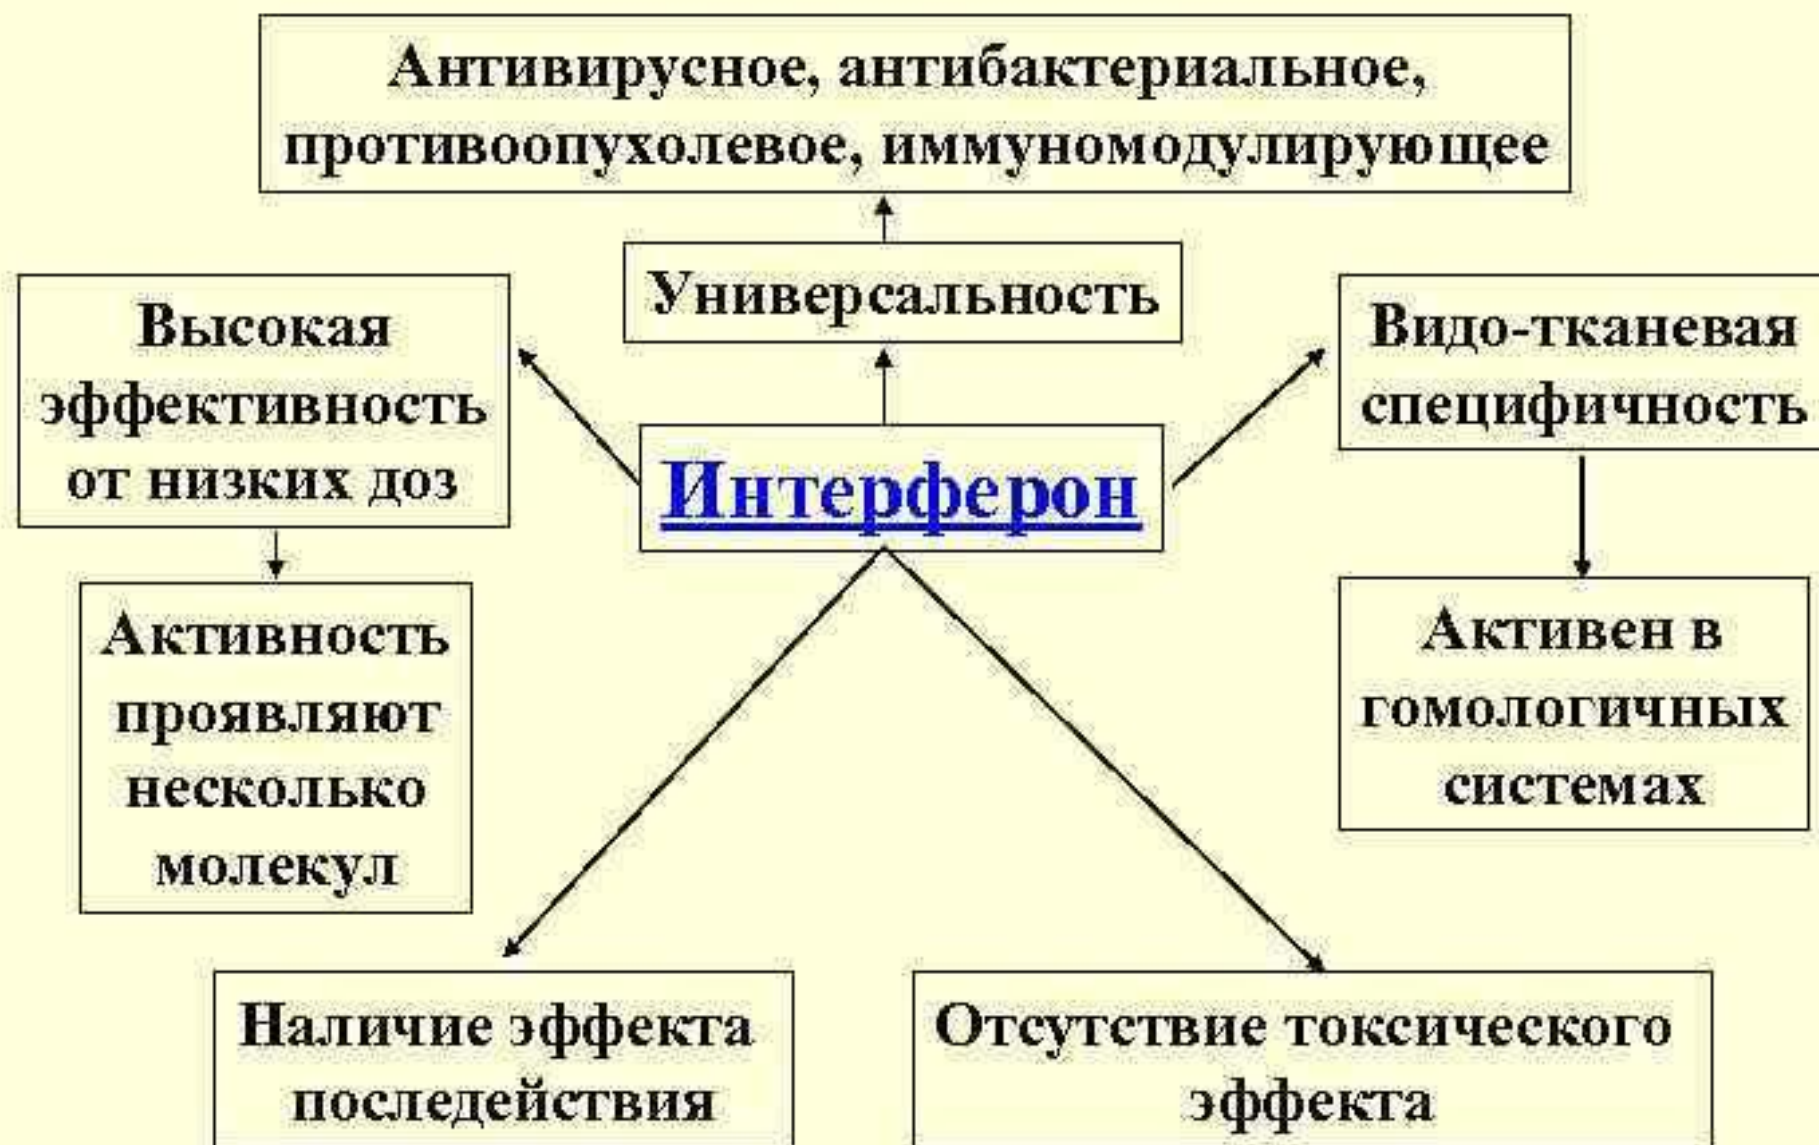 Антивирусное, антибактериальное,
противоопухолевое, иммуномодулирующее
Универсальность
Высокая
эффективность
от низких доз
Видо-тканевая
специфичность
Интерферон
Активность
проявляют
несколько
молекул
Активен в
гомологичных
системах
Наличие эффекта
последействия
Отсутствие токсического
эффекта